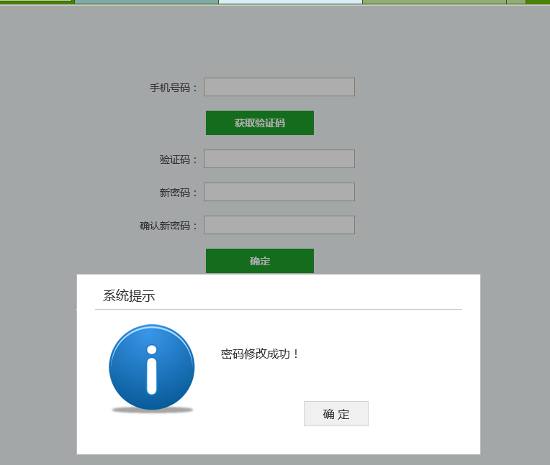 手机号码：
获取验证码
验证码：
新密码：
确认新密码：
确定
系统提示
密码修改成功！
确 定